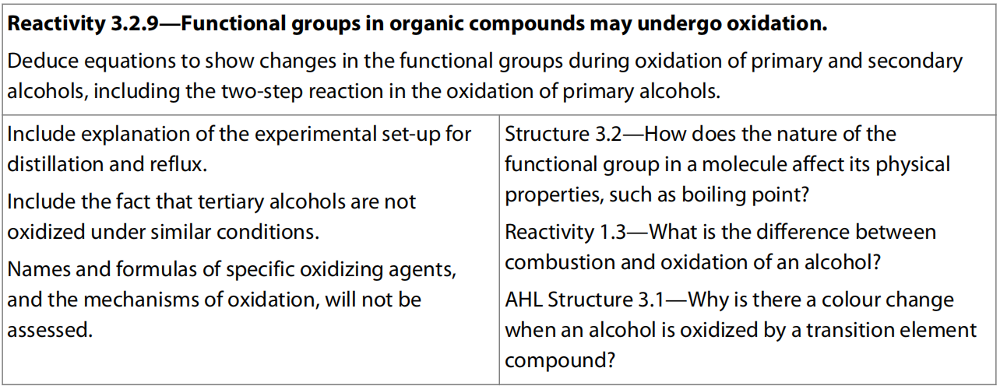 Reactivity 3.2.9—Functional groups in organic compounds may undergo oxidation.
Deduce equations to show changes in the functional groups during oxidation of primary and secondary
alcohols, including the two-step reaction in the oxidation of primary alcohols.
Include explanation of the experimental set-up for
distillation and reflux.
Include the fact that tertiary alcohols are not
oxidized under similar conditions.
Names and formulas of specific oxidizing agents,
and the mechanisms of oxidation, will not be
assessed.
Structure 3.2—How does the nature of the
functional group in a molecule affect its physical
properties, such as boiling point?
Reactivity 1.3—What is the difference between
combustion and oxidation of an alcohol?
AHL Structure 3.1—Why is there a colour change
when an alcohol is oxidized by a transition element
compound?